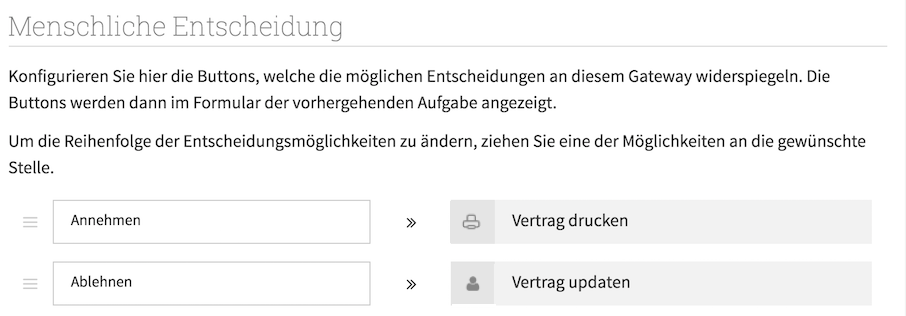 Menschliche Entscheidung
Konfigurieren Sie hier die Buttons, welche die möglichen Entscheidungen an diesem Gateway widerspiegeln. Die
Buttons werden dann im Formular der vorhergehenden Aufgabe angezeigt.
Um die Reihenfolge der Entscheidungsmöglichkeiten zu ändern, ziehen Sie eine der Möglichkeiten an die gewünschte
Stelle.
Annehmen » Vertrag drucken
Ablehnen » Vertrag updaten